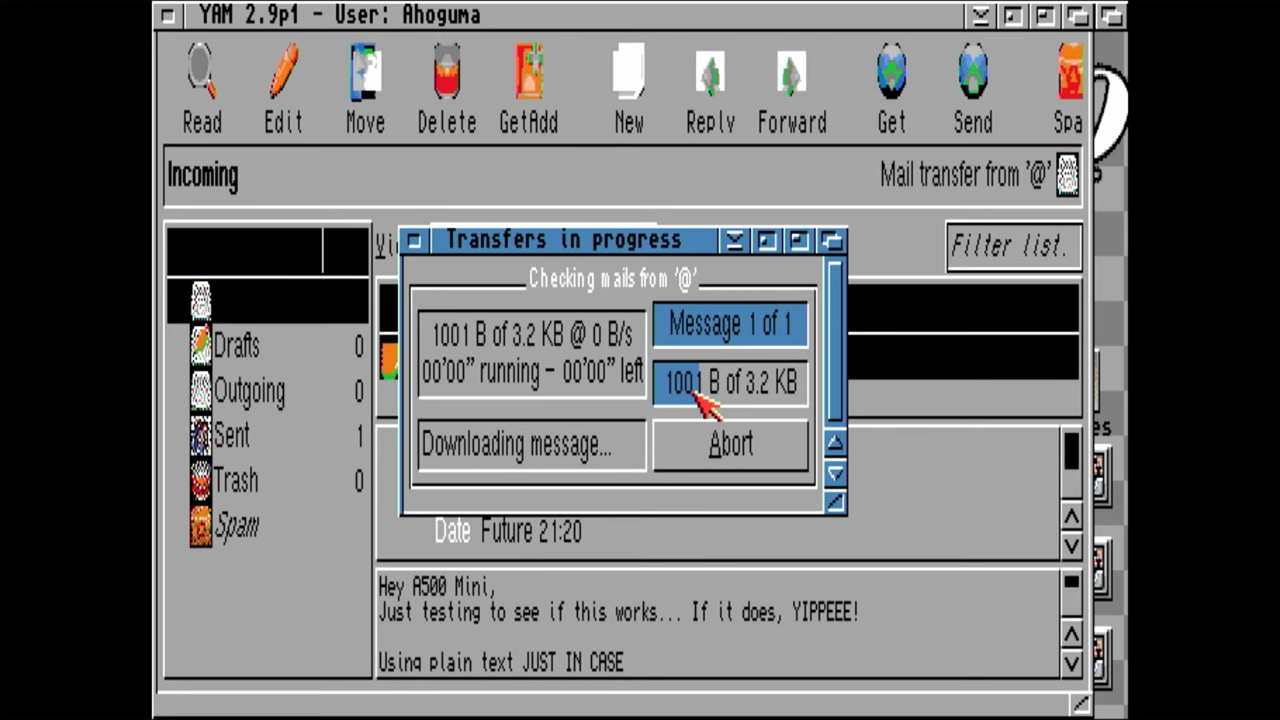 YAM 2.9p1 - User: Ahoguma
Read Edit Move Delete GetAdd New Reply Forward Get Send Spa
Incoming
Mail transfer from '@'
Vi
Filter list.
Transfers in progress
Checking mails from '@'
1001 B of 3.2 KB @ 0 B/s
00'00" running - 00'00" left
Message 1 of 1
1001 B of 3.2 KB
Downloading message...
Abort
Drafts 0
Outgoing 0
Sent 1
Trash 0
Spam
es
Date Future 21:20
Hey A500 Mini,
Just testing to see if this works... If it does, YIPPEEE!
Using plain text JUST IN CASE